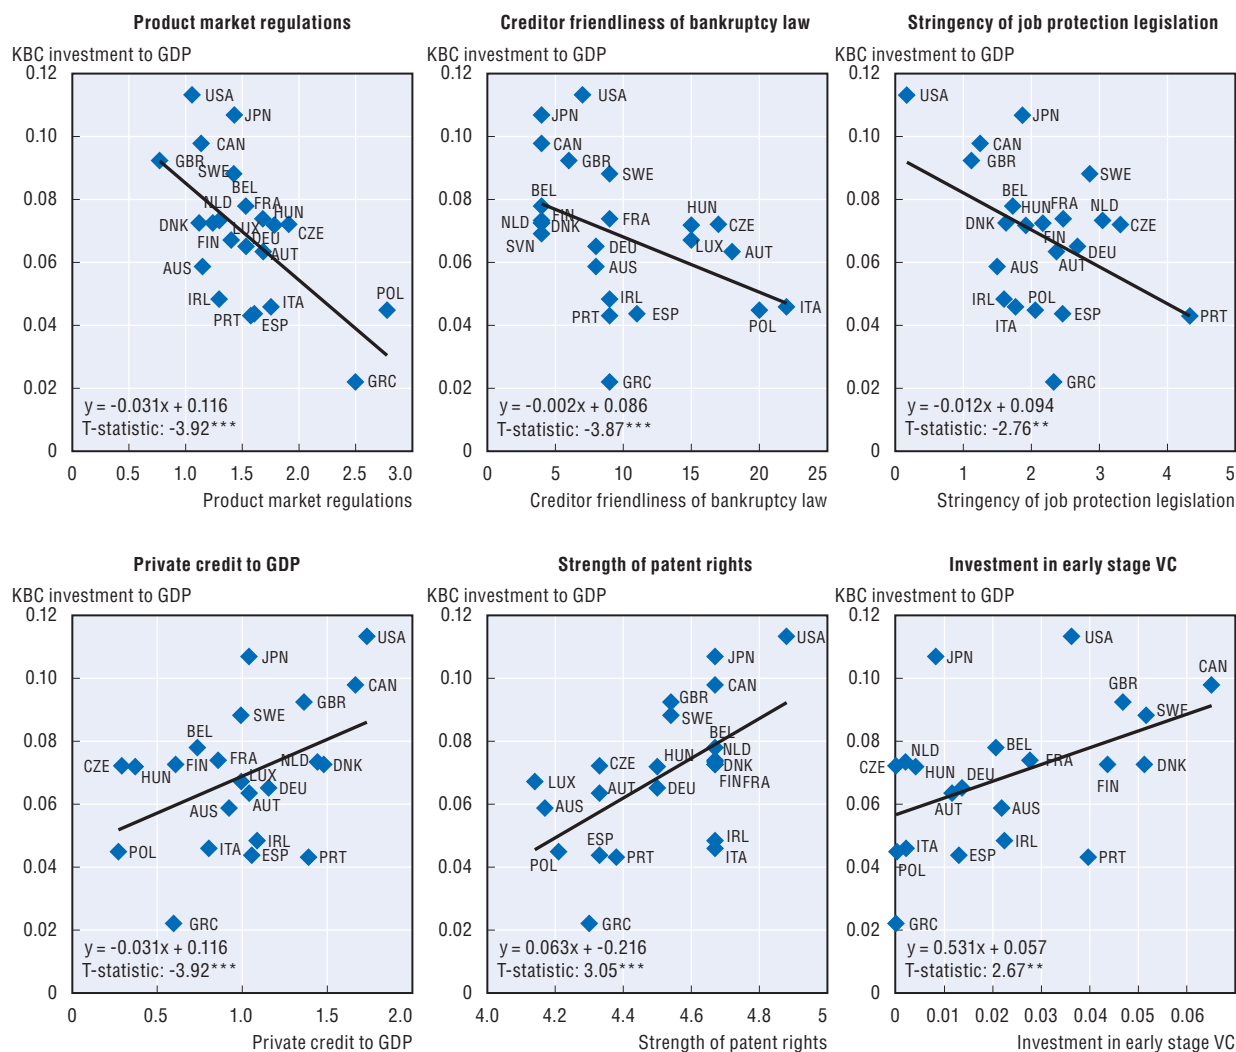 Product market regulations
KBC investment to GDP
0.12
0.10
0.08
0.06
0.04
0.02
0
USA
JPN
CAN
GBR
SWE
BEL
NLD
FRA
HUN
DNK
LUX
CZE
FIN
DEU
AUT
AUS
IRL
ITA
POL
PRT
ESP
GRC
y = -0.031x + 0.116
T-statistic: -3.92***
0 0.5 1.0 1.5 2.0 2.5 3.0
Product market regulations
Creditor friendliness of bankruptcy law
KBC investment to GDP
0.12
0.10
0.08
0.06
0.04
0.02
0
USA
JPN
CAN
GBR
SWE
BEL
FIN
NLD
DNK
FRA
HUN
CZE
SVN
DEU
LUX
AUT
AUS
IRL
PRT
ESP
POL
ITA
GRC
y = -0.002x + 0.086
T-statistic: -3.87***
0 5 10 15 20 25
Creditor friendliness of bankruptcy law
Stringency of job protection legislation
KBC investment to GDP
0.12
0.10
0.08
0.06
0.04
0.02
0
USA
JPN
CAN
GBR
SWE
BEL
HUN
FRA
NLD
DNK
FIN
CZE
DEU
AUT
AUS
IRL
POL
ITA
ESP
PRT
GRC
y = -0.012x + 0.094
T-statistic: -2.76**
0 1 2 3 4 5
Stringency of job protection legislation
Private credit to GDP
KBC investment to GDP
0.12
0.10
0.08
0.06
0.04
0.02
0
USA
JPN
CAN
GBR
SWE
BEL
CZE
HUN
FIN
FRA
NLD
DNK
LUX
DEU
AUS
AUT
POL
ITA
IRL
ESP
PRT
GRC
y = -0.031x + 0.116
T-statistic: -3.92***
0 0.5 1.0 1.5 2.0
Private credit to GDP
Strength of patent rights
KBC investment to GDP
0.12
0.10
0.08
0.06
0.04
0.02
0
USA
JPN
CAN
GBR
SWE
BEL
NLD
HUN
CZE
DNK
FIN
FRA
LUX
AUT
DEU
AUS
ESP
IRL
POL
PRT
ITA
GRC
y = 0.063x + -0.216
T-statistic: 3.05***
4.0 4.2 4.4 4.6 4.8 5
Strength of patent rights
Investment in early stage VC
KBC investment to GDP
0.12
0.10
0.08
0.06
0.04
0.02
0
USA
JPN
CAN
GBR
SWE
NLD
BEL
CZE
HUN
DEU
FRA
FIN
DNK
AUT
AUS
ITA
POL
ESP
IRL
PRT
GRC
y = 0.531x + 0.057
T-statistic: 2.67**
0 0.01 0.02 0.03 0.04 0.05 0.06
Investment in early stage VC